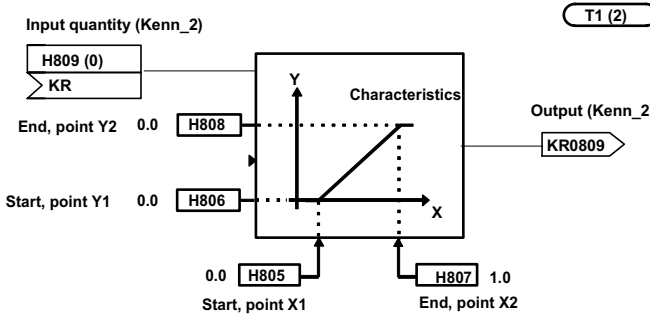 T1 (2)
Input quantity (Kenn_2)
H809 (0)
KR
Y
Characteristics
Output (Kenn_2
End, point Y2 0.0 H808
KR0809
Start, point Y1 0.0 H806
X
0.0 H805
H807 1.0
Start, point X1
End, point X2